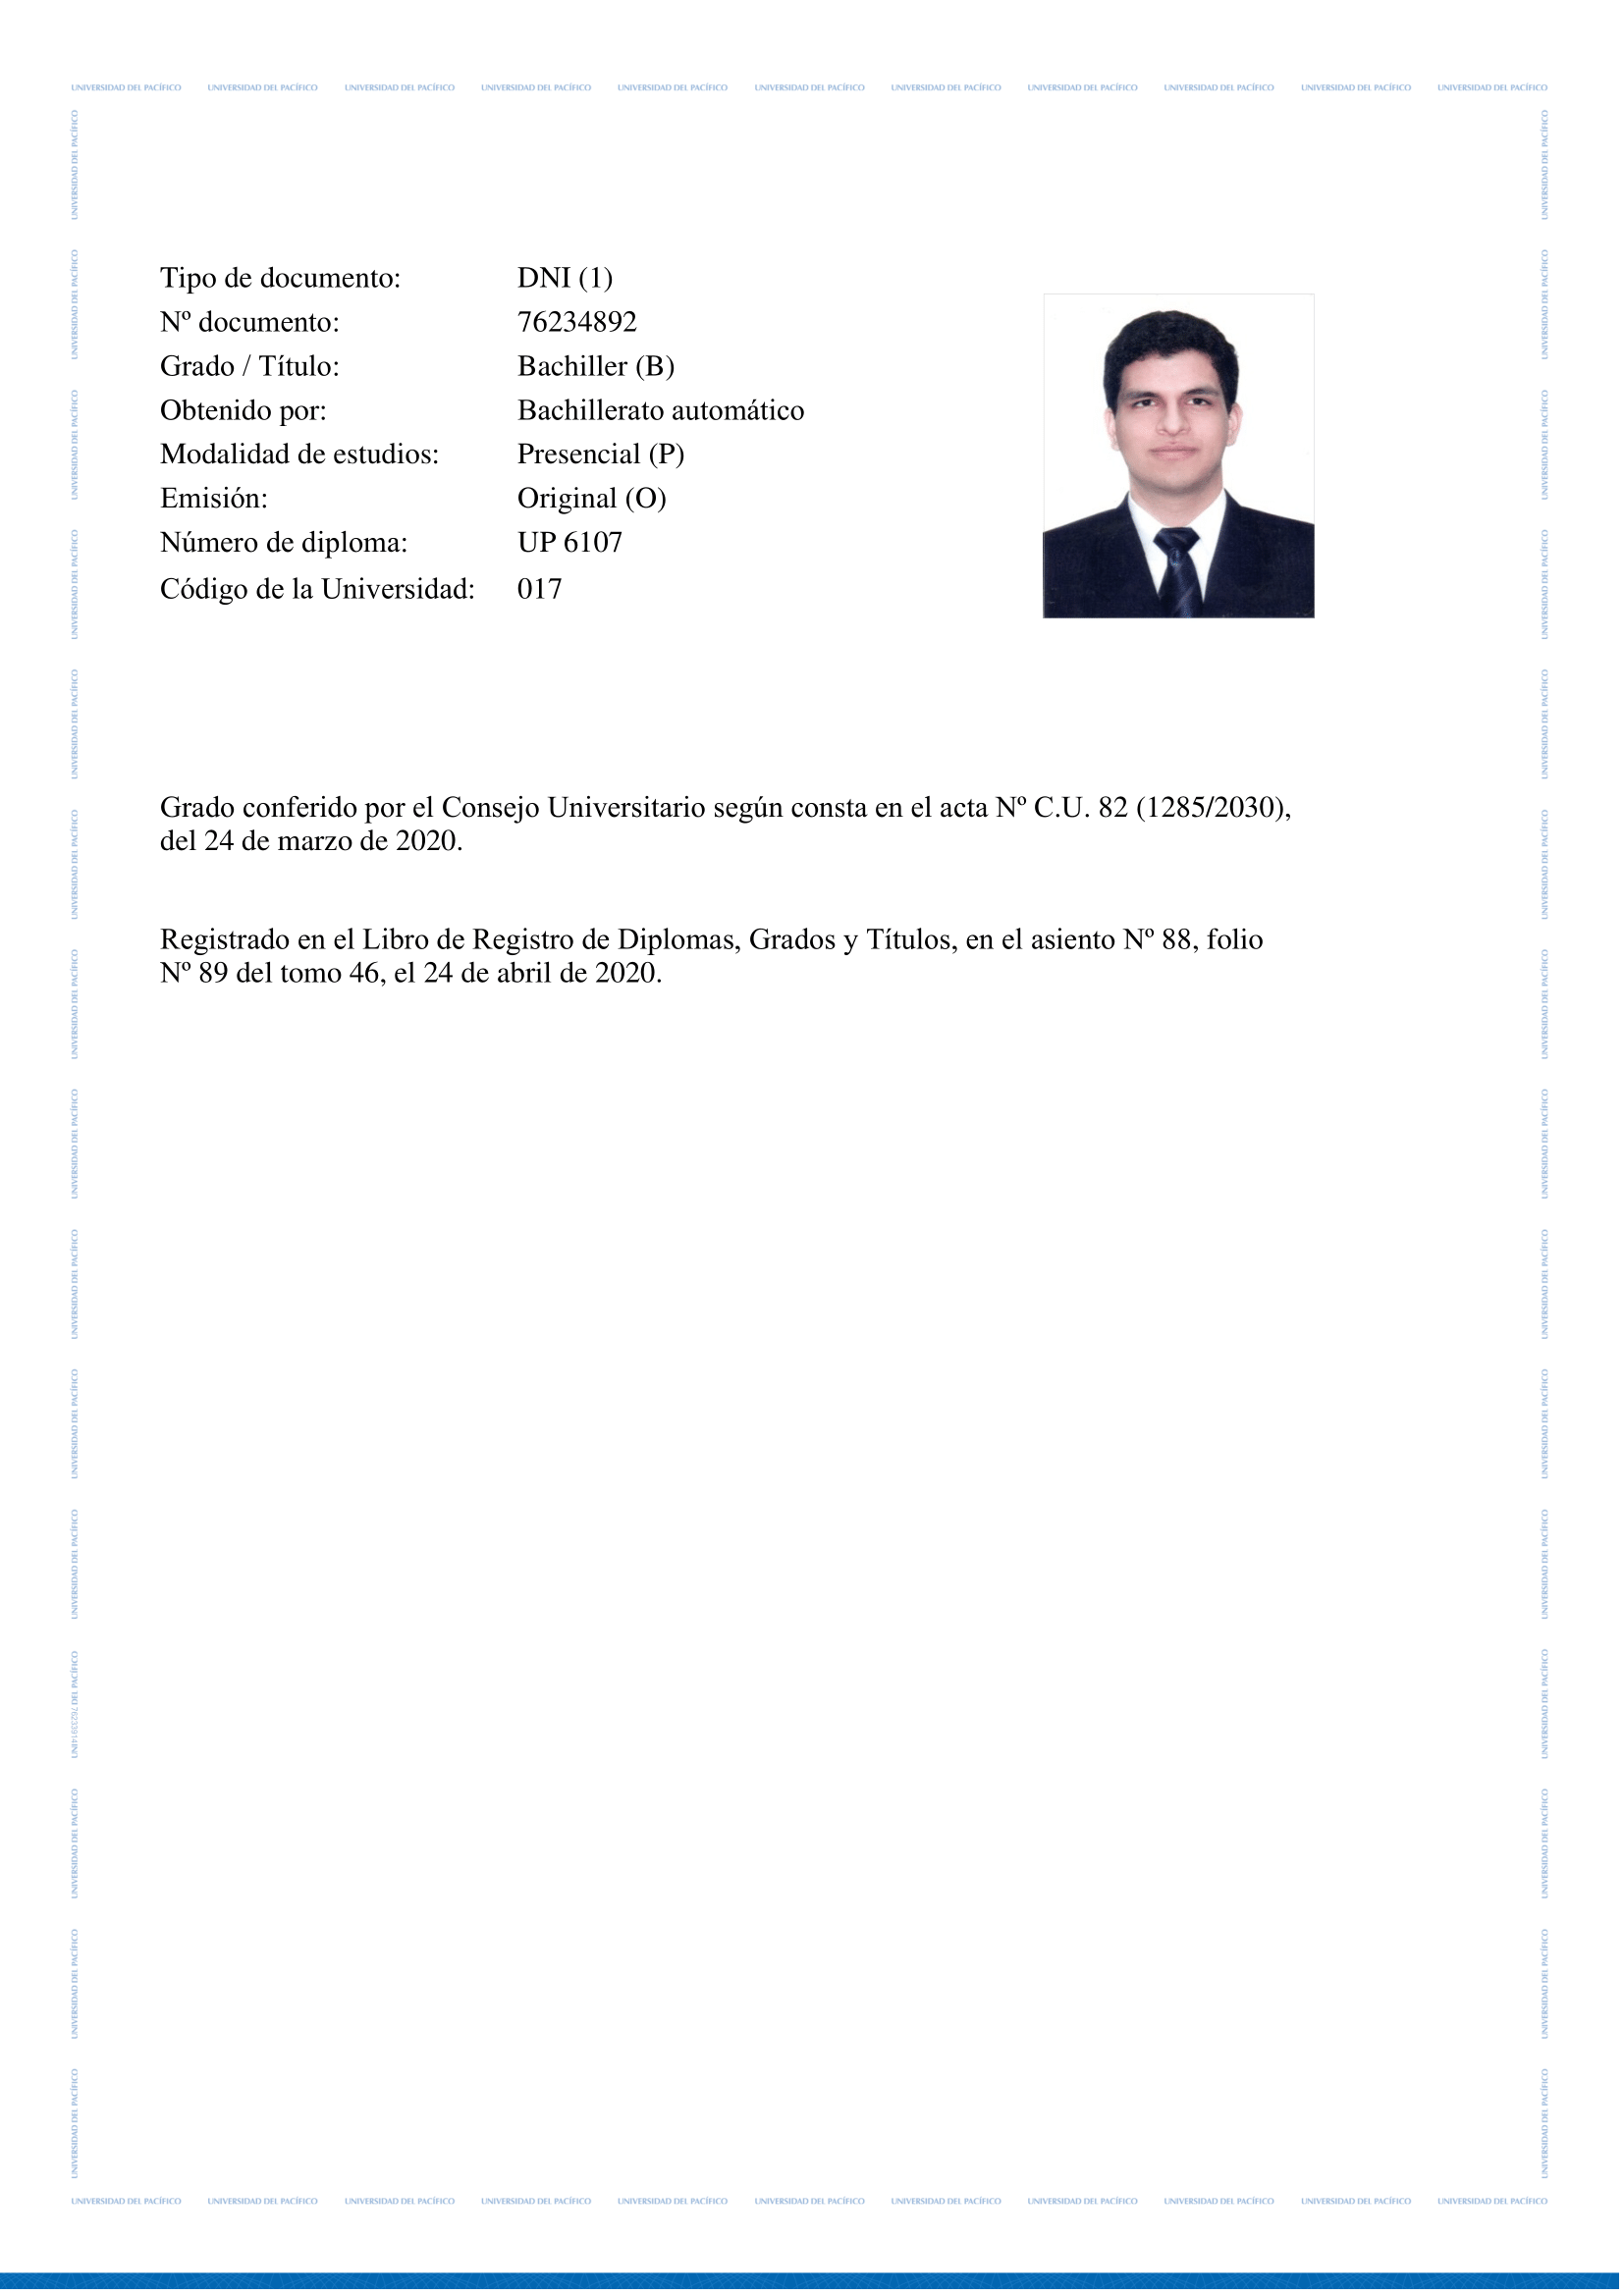 UNIVERSIDAD DEL PACÍFICO UNIVERSIDAD DEL PACÍFICO UNIVERSIDAD DEL PACÍFICO UNIVERSIDAD DEL PACÍFICO UNIVERSIDAD DEL PACÍFICO UNIVERSIDAD DEL PACÍFICO UNIVERSIDAD DEL PACÍFICO UNIVERSIDAD DEL PACÍFICO UNIVERSIDAD DEL PACÍFICO UNIVERSIDAD DEL PACÍFICO UNIVERSIDAD DEL PACÍFICO
Tipo de documento: DNI (1)
Nº documento: 76234892
Grado / Título: Bachiller (B)
Obtenido por: Bachillerato automático
Modalidad de estudios: Presencial (P)
Emisión: Original (O)
Número de diploma: UP 6107
Código de la Universidad: 017
Grado conferido por el Consejo Universitario según consta en el acta Nº C.U. 82 (1285/2030),
del 24 de marzo de 2020.
Registrado en el Libro de Registro de Diplomas, Grados y Títulos, en el asiento Nº 88, folio
Nº 89 del tomo 46, el 24 de abril de 2020.
UNIVERSIDAD DEL PACÍFICO UNIVERSIDAD DEL PACÍFICO UNIVERSIDAD DEL PACÍFICO UNIVERSIDAD DEL PACÍFICO UNIVERSIDAD DEL PACÍFICO UNIVERSIDAD DEL PACÍFICO UNIVERSIDAD DEL PACÍFICO UNIVERSIDAD DEL PACÍFICO UNIVERSIDAD DEL PACÍFICO UNIVERSIDAD DEL PACÍFICO UNIVERSIDAD DEL PACÍFICO